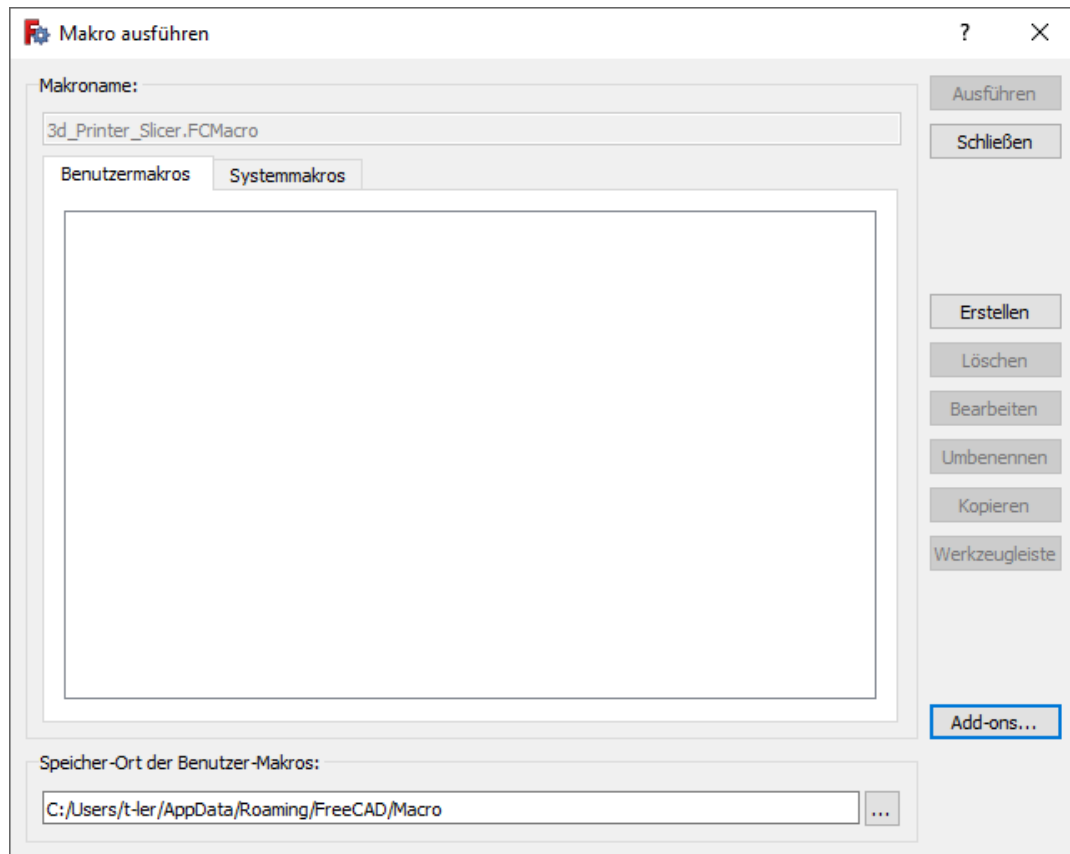 Makro ausführen
?
Makroname:
3d_Printer_Slicer.FCMacro
Benutzermakros
Systemmakros
Ausführen
Schließen
Erstellen
Löschen
Bearbeiten
Umbenennen
Kopieren
Werkzeugleiste
Add-ons...
Speicher-Ort der Benutzer-Makros:
C:/Users/t-ler/AppData/Roaming/FreeCAD/Macro
...